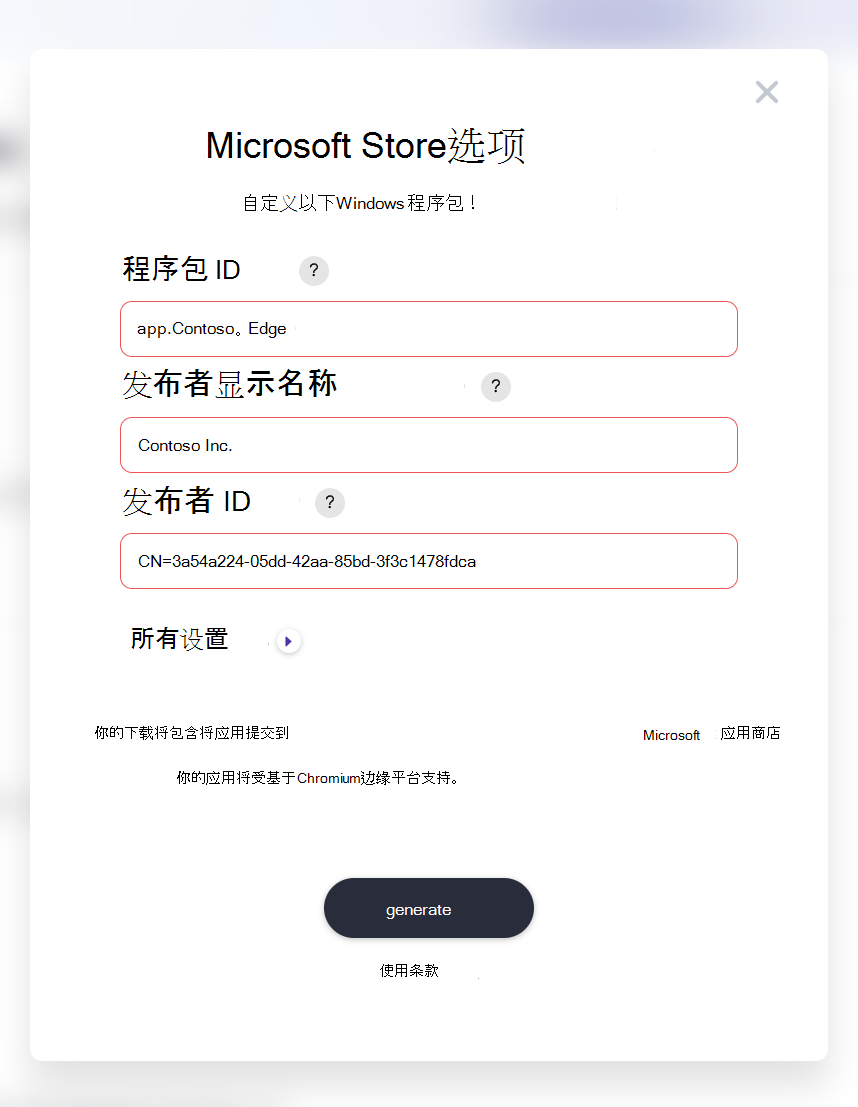 Microsoft Store选项
自定义以下Windows 程序包！
程序包 ID ?
app.Contoso。Edge
发布者显示名称 ?
Contoso Inc.
发布者 ID ?
CN=3a54a224-05dd-42aa-85bd-3f3c1478fdca
所有设置
你的下载将包含将应用提交到 Microsoft 应用商店
你的应用将受基于Chromium边缘平台支持。
generate
使用条款